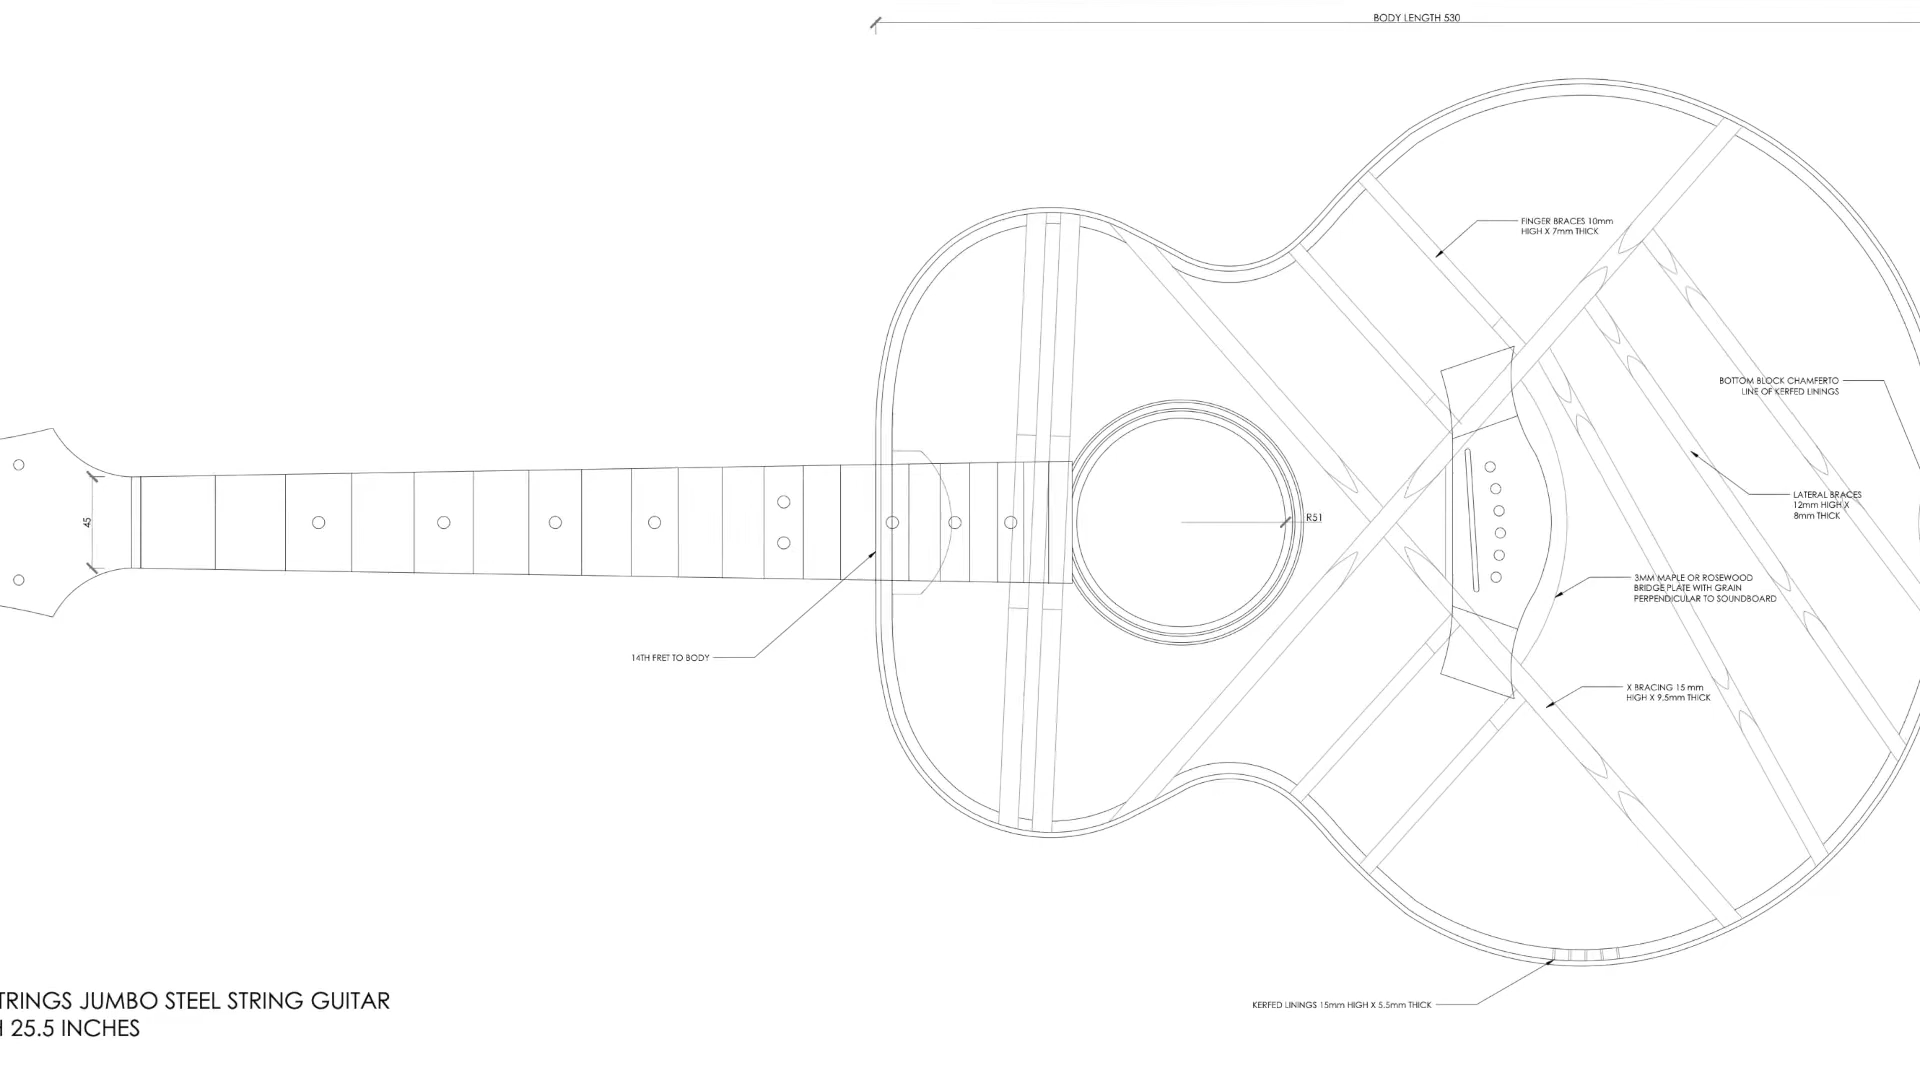 BODY LENGTH 530
FINGER BRACES 10mm
HIGH X 7mm THICK
BOTTOM BLOCK CHAMFERTO
LINE OF KERFED LININGS
LATERAL BRACES
12mm HIGH X
8mm THICK
45
R51
3MM MAPLE OR ROSEWOOD
BRIDGE PLATE WITH GRAIN
PERPENDICULAR TO SOUNDBOARD
14TH FRET TO BODY
X BRACING 15 mm
HIGH X 9.5mm THICK
KERFED LININGS 15mm HIGH X 5.5mm THICK
TRINGS JUMBO STEEL STRING GUITAR
H 25.5 INCHES